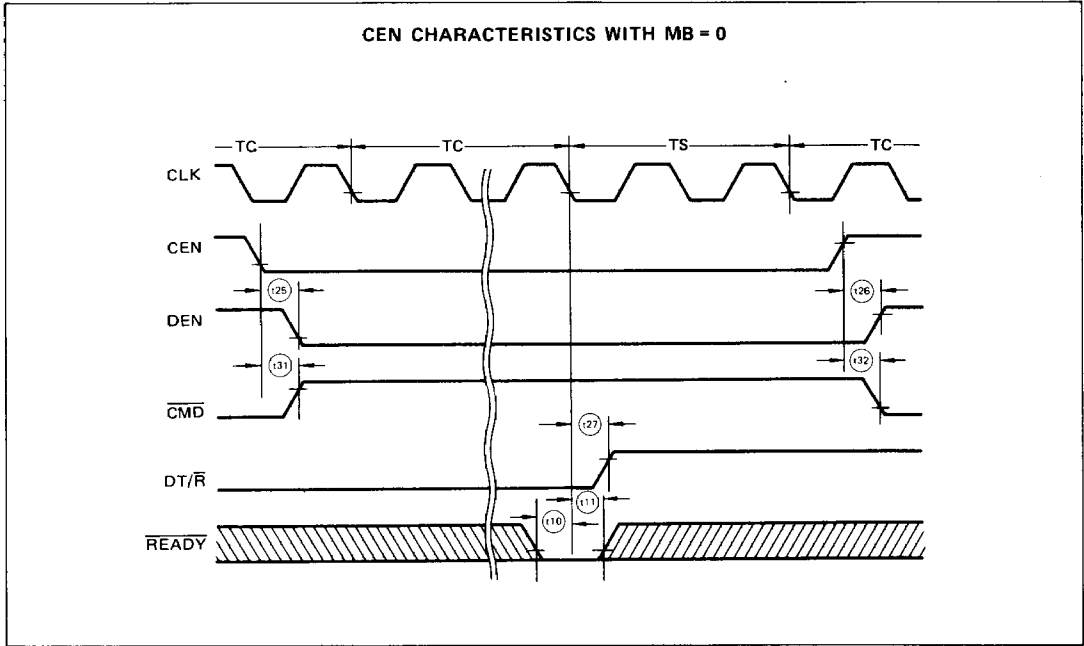 CEN CHARACTERISTICS WITH MB = 0
TC TC TS TC
CLK
CEN
t25 t26
DEN
t31 t32
CMD
t27
DT/R
t10 t11
READY